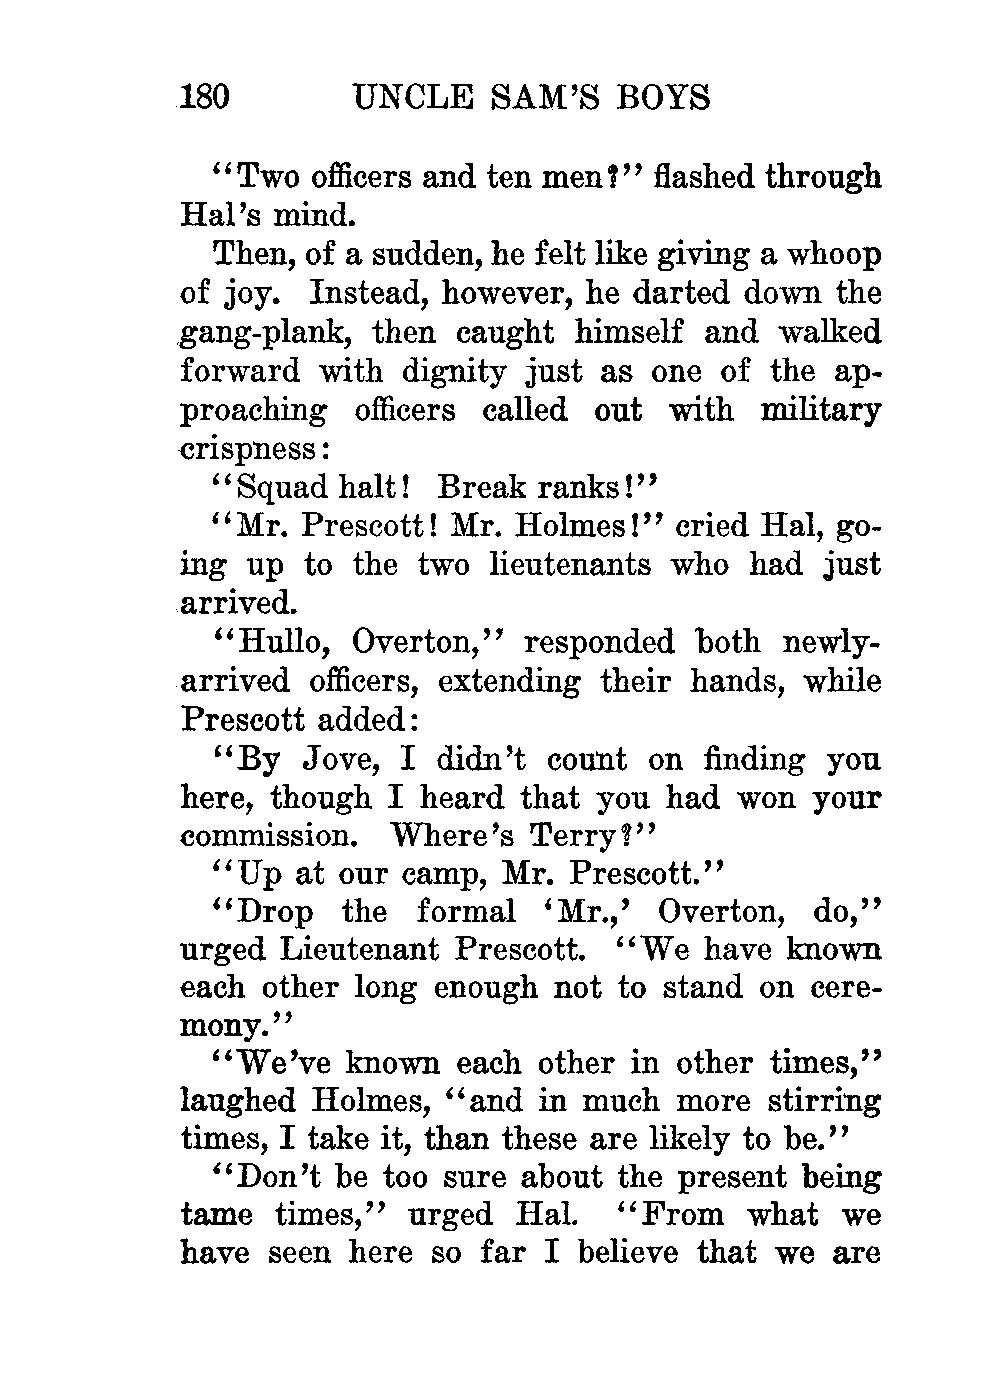 180 UNCLE SAM'S BOYS
"Two officers and ten men?" flashed through
Hal's mind.
Then, of a sudden, he felt like giving a whoop
of joy. Instead, however, he darted down the
gang-plank, then caught himself and walked
forward with dignity just as one of the ap-
proaching officers called out with military
crispness:
"Squad halt! Break ranks!"
"Mr. Prescott! Mr. Holmes!" cried Hal, go-
ing up to the two lieutenants who had just
arrived.
"Hullo, Overton," responded both newly-
arrived officers, extending their hands, while
Prescott added:
"By Jove, I didn't count on finding you
here, though I heard that you had won your
commission. Where's Terry?"
"Up at our camp, Mr. Prescott."
"Drop the formal 'Mr.,' Overton, do,"
urged Lieutenant Prescott. "We have known
each other long enough not to stand on cere-
mony."
"We've known each other in other times,"
laughed Holmes, "and in much more stirring
times, I take it, than these are likely to be."
"Don't be too sure about the present being
tame times," urged Hal. "From what we
have seen here so far I believe that we are